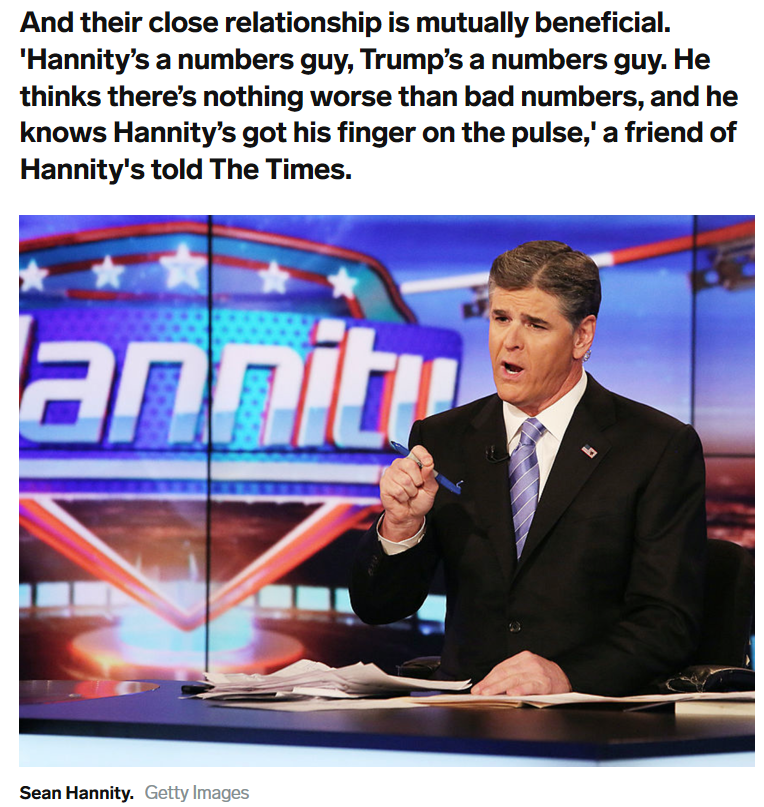 And their close relationship is mutually beneficial.
'Hannity’s a numbers guy, Trump’s a numbers guy. He
thinks there’s nothing worse than bad numbers, and he
knows Hannity’s got his finger on the pulse,' a friend of
Hannity's told The Times.
annity
Sean Hannity. Getty Images